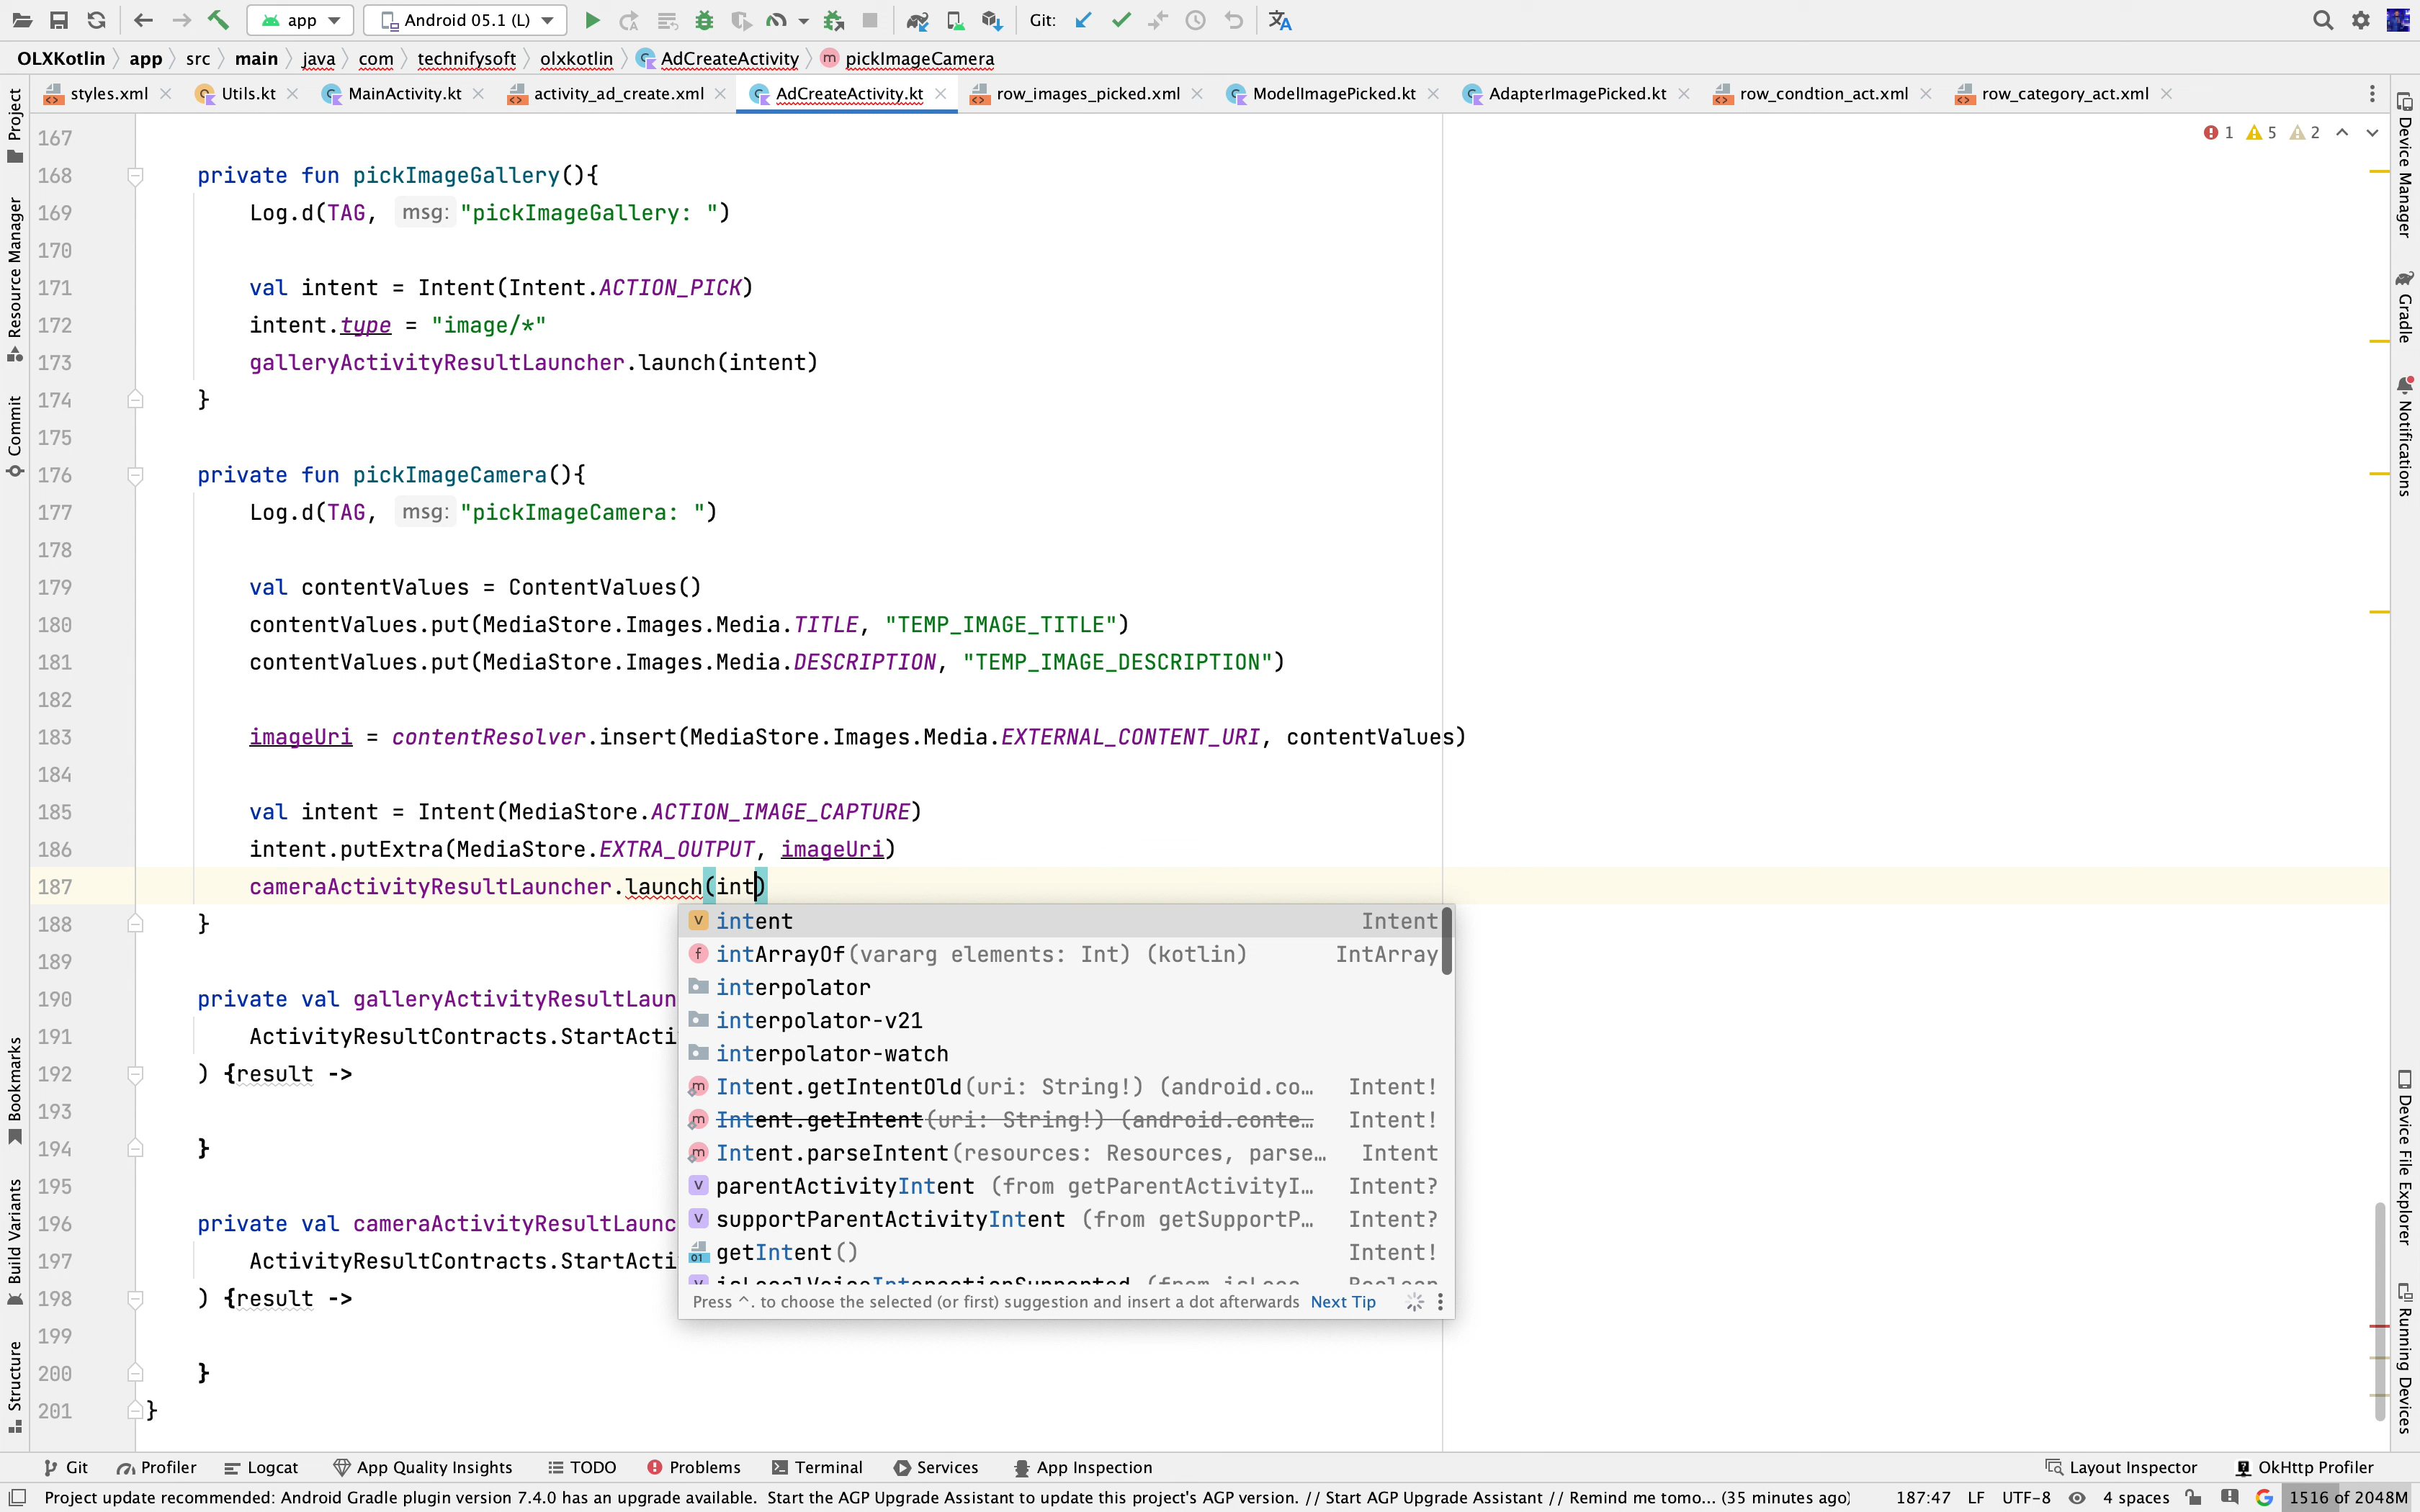 app Android 05.1 (L) Git:
OLXKotlin app src main java com technifysoft olxkotlin AdCreateActivity pickImageCamera
styles.xml Utils.kt MainActivity.kt activity_ad_create.xml AdCreateActivity.kt row_images_picked.xml ModelImagePicked.kt AdapterImagePicked.kt row_condtion_act.xml row_category_act.xml
Project
Resource Manager
Commit
Bookmarks
Build Variants
Structure
1 5 2
167
168 private fun pickImageGallery(){
169 Log.d(TAG, msg: "pickImageGallery: ")
170
171 val intent = Intent(Intent.ACTION_PICK)
172 intent.type = "image/*"
173 galleryActivityResultLauncher.launch(intent)
174 }
175
176 private fun pickImageCamera(){
177 Log.d(TAG, msg: "pickImageCamera: ")
178
179 val contentValues = ContentValues()
180 contentValues.put(MediaStore.Images.Media.TITLE, "TEMP_IMAGE_TITLE")
181 contentValues.put(MediaStore.Images.Media.DESCRIPTION, "TEMP_IMAGE_DESCRIPTION")
182
183 imageUri = contentResolver.insert(MediaStore.Images.Media.EXTERNAL_CONTENT_URI, contentValues)
184
185 val intent = Intent(MediaStore.ACTION_IMAGE_CAPTURE)
186 intent.putExtra(MediaStore.EXTRA_OUTPUT, imageUri)
187 cameraActivityResultLauncher.launch(int)
188 }
189
190 private val galleryActivityResultLaun
191 ActivityResultContracts.StartActi
192 ) {result ->
193
194 }
195
196 private val cameraActivityResultLaunc
197 ActivityResultContracts.StartActi
198 ) {result ->
199
200 }
201 }
intent Intent
intArrayOf(vararg elements: Int) (kotlin) IntArray
interpolator
interpolator-v21
interpolator-watch
Intent.getIntentOld(uri: String!) (android.co... Intent!
Intent.getIntent(uri: String!) (android.conte... Intent!
Intent.parseIntent(resources: Resources, parse... Intent
parentActivityIntent (from getParentActivityI... Intent?
supportParentActivityIntent (from getSupportP... Intent?
getIntent() Intent!
isLocalVoiceInteractionSupported (from isLoca... Boolean
Press ^. to choose the selected (or first) suggestion and insert a dot afterwards Next Tip
Device Manager
Gradle
Notifications
Device File Explorer
Running Devices
Git Profiler Logcat App Quality Insights TODO Problems Terminal Services App Inspection Layout Inspector OkHttp Profiler
Project update recommended: Android Gradle plugin version 7.4.0 has an upgrade available. Start the AGP Upgrade Assistant to update this project's AGP version. // Start AGP Upgrade Assistant // Remind me tomo... (35 minutes ago) 187:47 LF UTF-8 4 spaces 1516 of 2048M